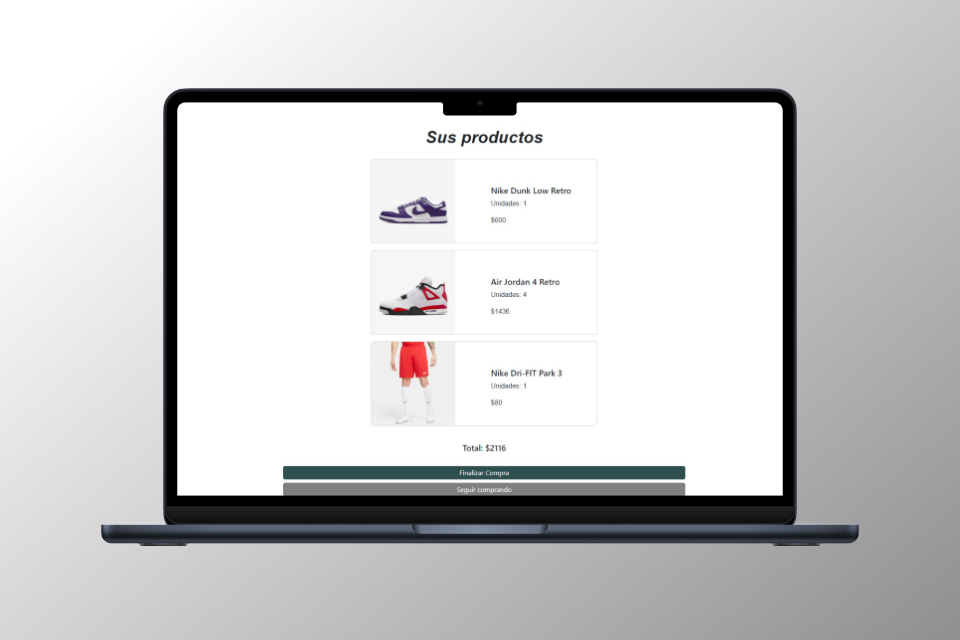 Sus productos
Nike Dunk Low Retro
Unidades: 1
$600
Air Jordan 4 Retro
Unidades: 4
$1436
Nike Dri-FIT Park 3
Unidades: 1
$80
Total: $2116
Finalizar Compra
Seguir comprando